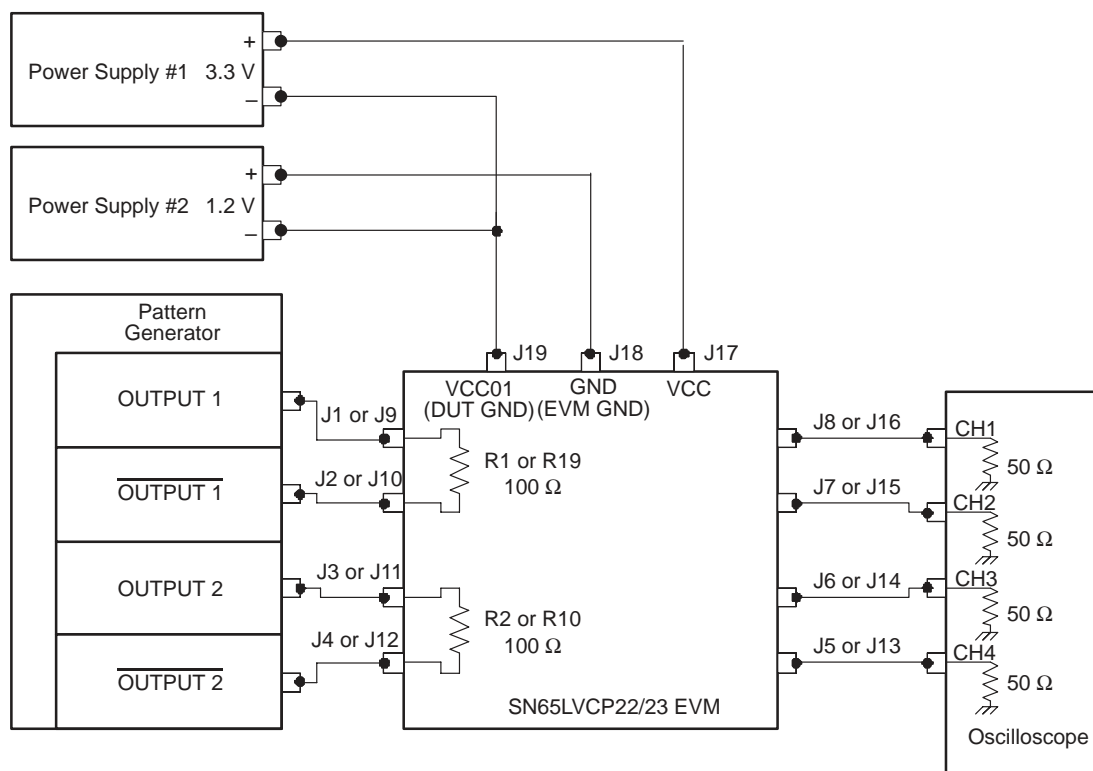 +
Power Supply #1 3.3 V
–
+
Power Supply #2 1.2 V
–
Pattern
Generator
OUTPUT 1
OUTPUT 1
OUTPUT 2
OUTPUT 2
J19
J18
J17
VCC01
(DUT GND)
GND
(EVM GND)
VCC
J1 or J9
J2 or J10
J3 or J11
J4 or J12
R1 or R19
100 Ω
R2 or R10
100 Ω
SN65LVCP22/23 EVM
J8 or J16
J7 or J15
J6 or J14
J5 or J13
CH1
50 Ω
CH2
50 Ω
CH3
50 Ω
CH4
50 Ω
Oscilloscope